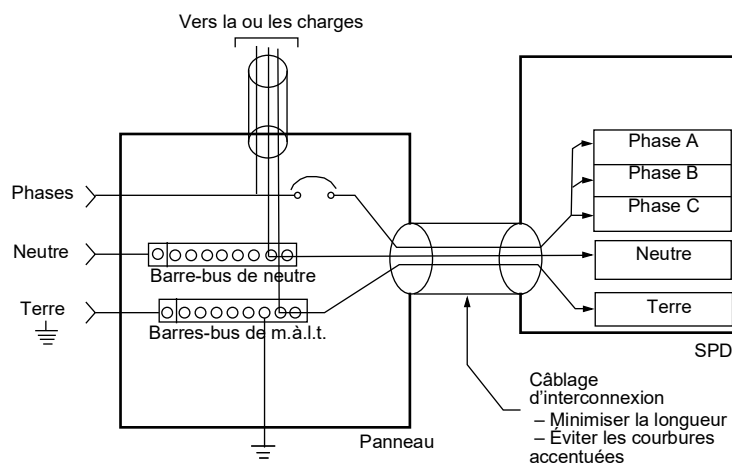 Vers la ou les charges
Phases
Neutre
Terre
Barre-bus de neutre
Barres-bus de m.à.l.t.
Panneau
Phase A
Phase B
Phase C
Neutre
Terre
SPD
Câblage
d'interconnexion
– Minimiser la longueur
– Éviter les courbures
accentuées